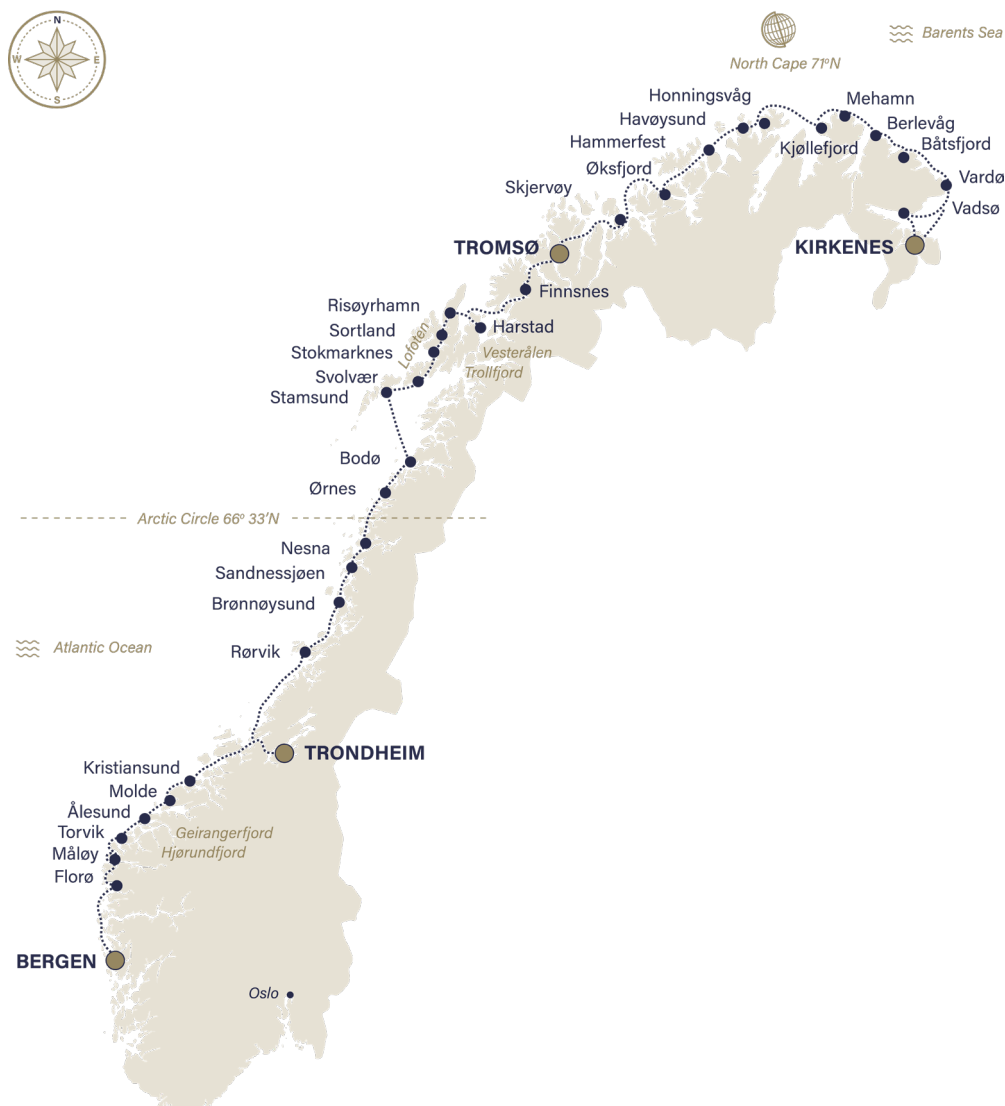 N
W
E
S
Barents Sea
North Cape 71ºN
Honningsvåg
Mehamn
Havøysund
Berlevåg
Hammerfest
Kjøllefjord
Båtsfjord
Øksfjord
Vardø
Skjervøy
Vadsø
TROMSØ
KIRKENES
Finnsnes
Risøyrhamn
Harstad
Sortland
Lofoten
Stokmarknes
Vesterålen
Trollfjord
Svolvær
Stamsund
Bodø
Ørnes
Arctic Circle 66º 33'N
Nesna
Sandnessjøen
Brønnøysund
Atlantic Ocean
Rørvik
TRONDHEIM
Kristiansund
Molde
Ålesund
Torvik
Geirangerfjord
Måløy
Hjørundfjord
Florø
BERGEN
Oslo